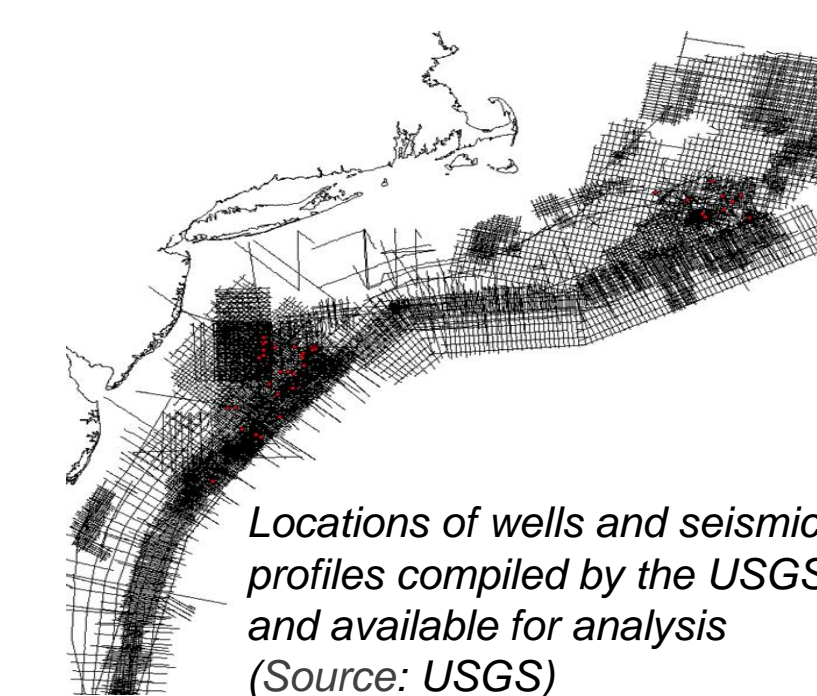 Locations of wells and seismic
profiles compiled by the USGS
and available for analysis
(Source: USGS)